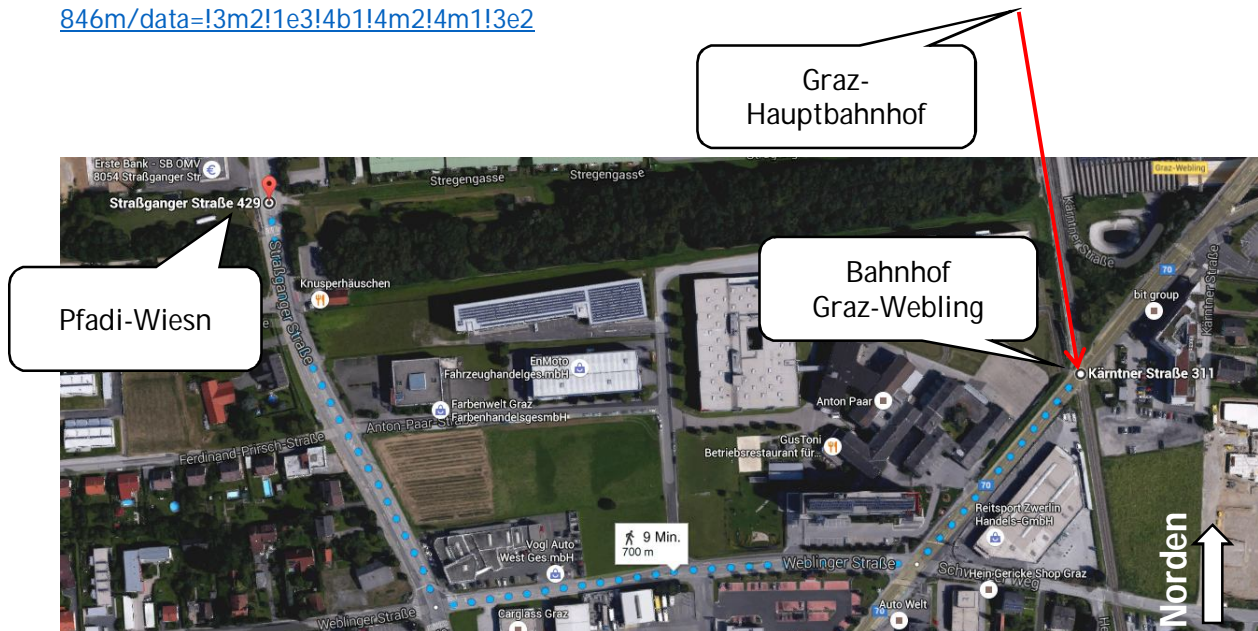 846m/data=!3m2!1e3!4b1!4m2!4m1!3e2
Graz-
Hauptbahnhof
Erste Bank - SB OMV
8054 Straßganger Str
Stregengasse
Stregengasse
Graz-Webling
Straßganger Straße 429
Straßganger Straße
Kärntner Straße
Kärntner Straße
Pfadi-Wiesn
Knusperhäuschen
Bahnhof
Graz-Webling
70
bit group
Kärntner Straße 311
EnMoto
Fahrzeughandelges.mbH
Farbenwelt Graz
FarbenhandelsgesmbH
Anton-Paar-Straße
Anton Paar
Ferdinand-Prirsch-Straße
GusToni
Betriebsrestaurant für...
70
Reitsport Zwerlin
Handels-GmbH
9 Min.
700 m
Vogl Auto
West Ges.mbH
Weblinger Straße
Hein Gericke Shop Graz
Weblinger Straße
Carglass Graz
70
Auto Welt
Norden